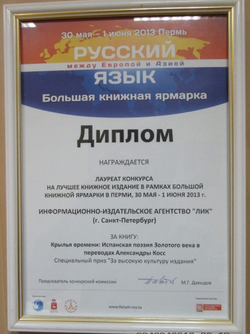 30 мая – 1 июня 2013 Пермь
РУССКИЙ
между Европой и Азией
ЯЗЫК
Большая книжная ярмарка
Диплом
НАГРАЖДАЕТСЯ
ЛАУРЕАТ КОНКУРСА
НА ЛУЧШЕЕ КНИЖНОЕ ИЗДАНИЕ В РАМКАХ БОЛЬШОЙ
КНИЖНОЙ ЯРМАРКИ В ПЕРМИ, 30 МАЯ - 1 ИЮНЯ 2013 г.
ИНФОРМАЦИОННО-ИЗДАТЕЛЬСКОЕ АГЕНТСТВО "ЛИК"
(г. Санкт-Петербург)
ЗА КНИГУ:
Крылья времени: Испанская поэзия Золотого века в
переводах Александры Косс
Специальный приз "За высокую культуру издания"
Председатель конкурсной комиссии
М.Г. Давыдов